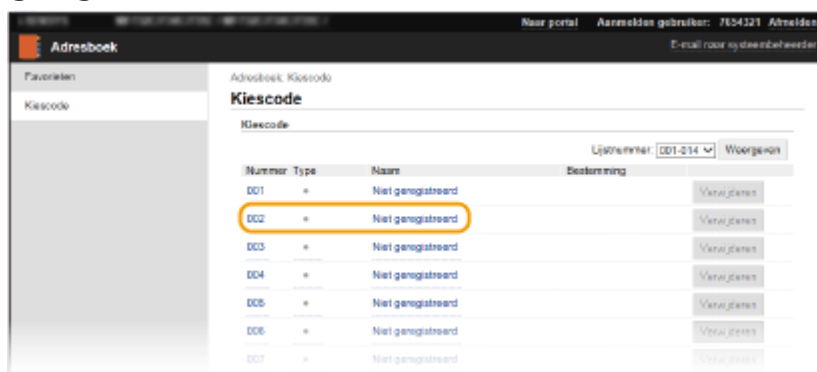 Naar portal Aanmelden gebruiker: 7654321 Afmelden
Adresboek
E-mail naar systeembeheerder
Favorieten
Kiescode
Adresboek: Kiescode
Kiescode
Kiescode
Lijstnummer: 001-014 Weergeven
Nummer Type Naam Bestemming
001 Niet geregistreerd Verwijderen
002 Niet geregistreerd Verwijderen
003 Niet geregistreerd Verwijderen
004 Niet geregistreerd Verwijderen
005 Niet geregistreerd Verwijderen
006 Niet geregistreerd Verwijderen
007 Niet geregistreerd Verwijderen